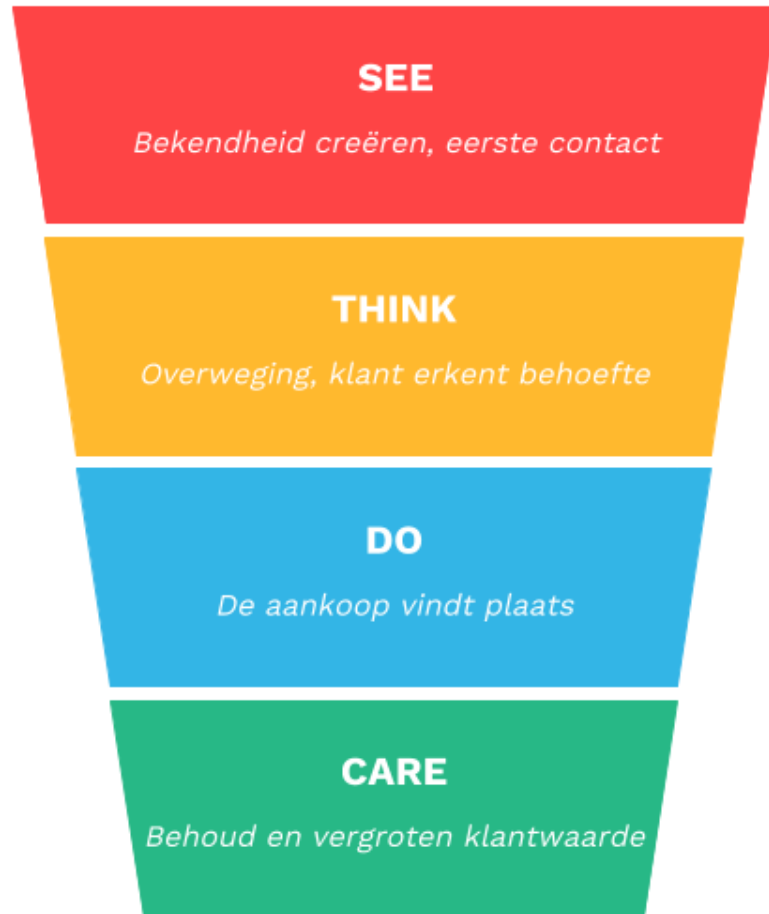 SEE
Bekendheid creëren, eerste contact
THINK
Overweging, klant erkent behoefte
DO
De aankoop vindt plaats
CARE
Behoud en vergroten klantwaarde